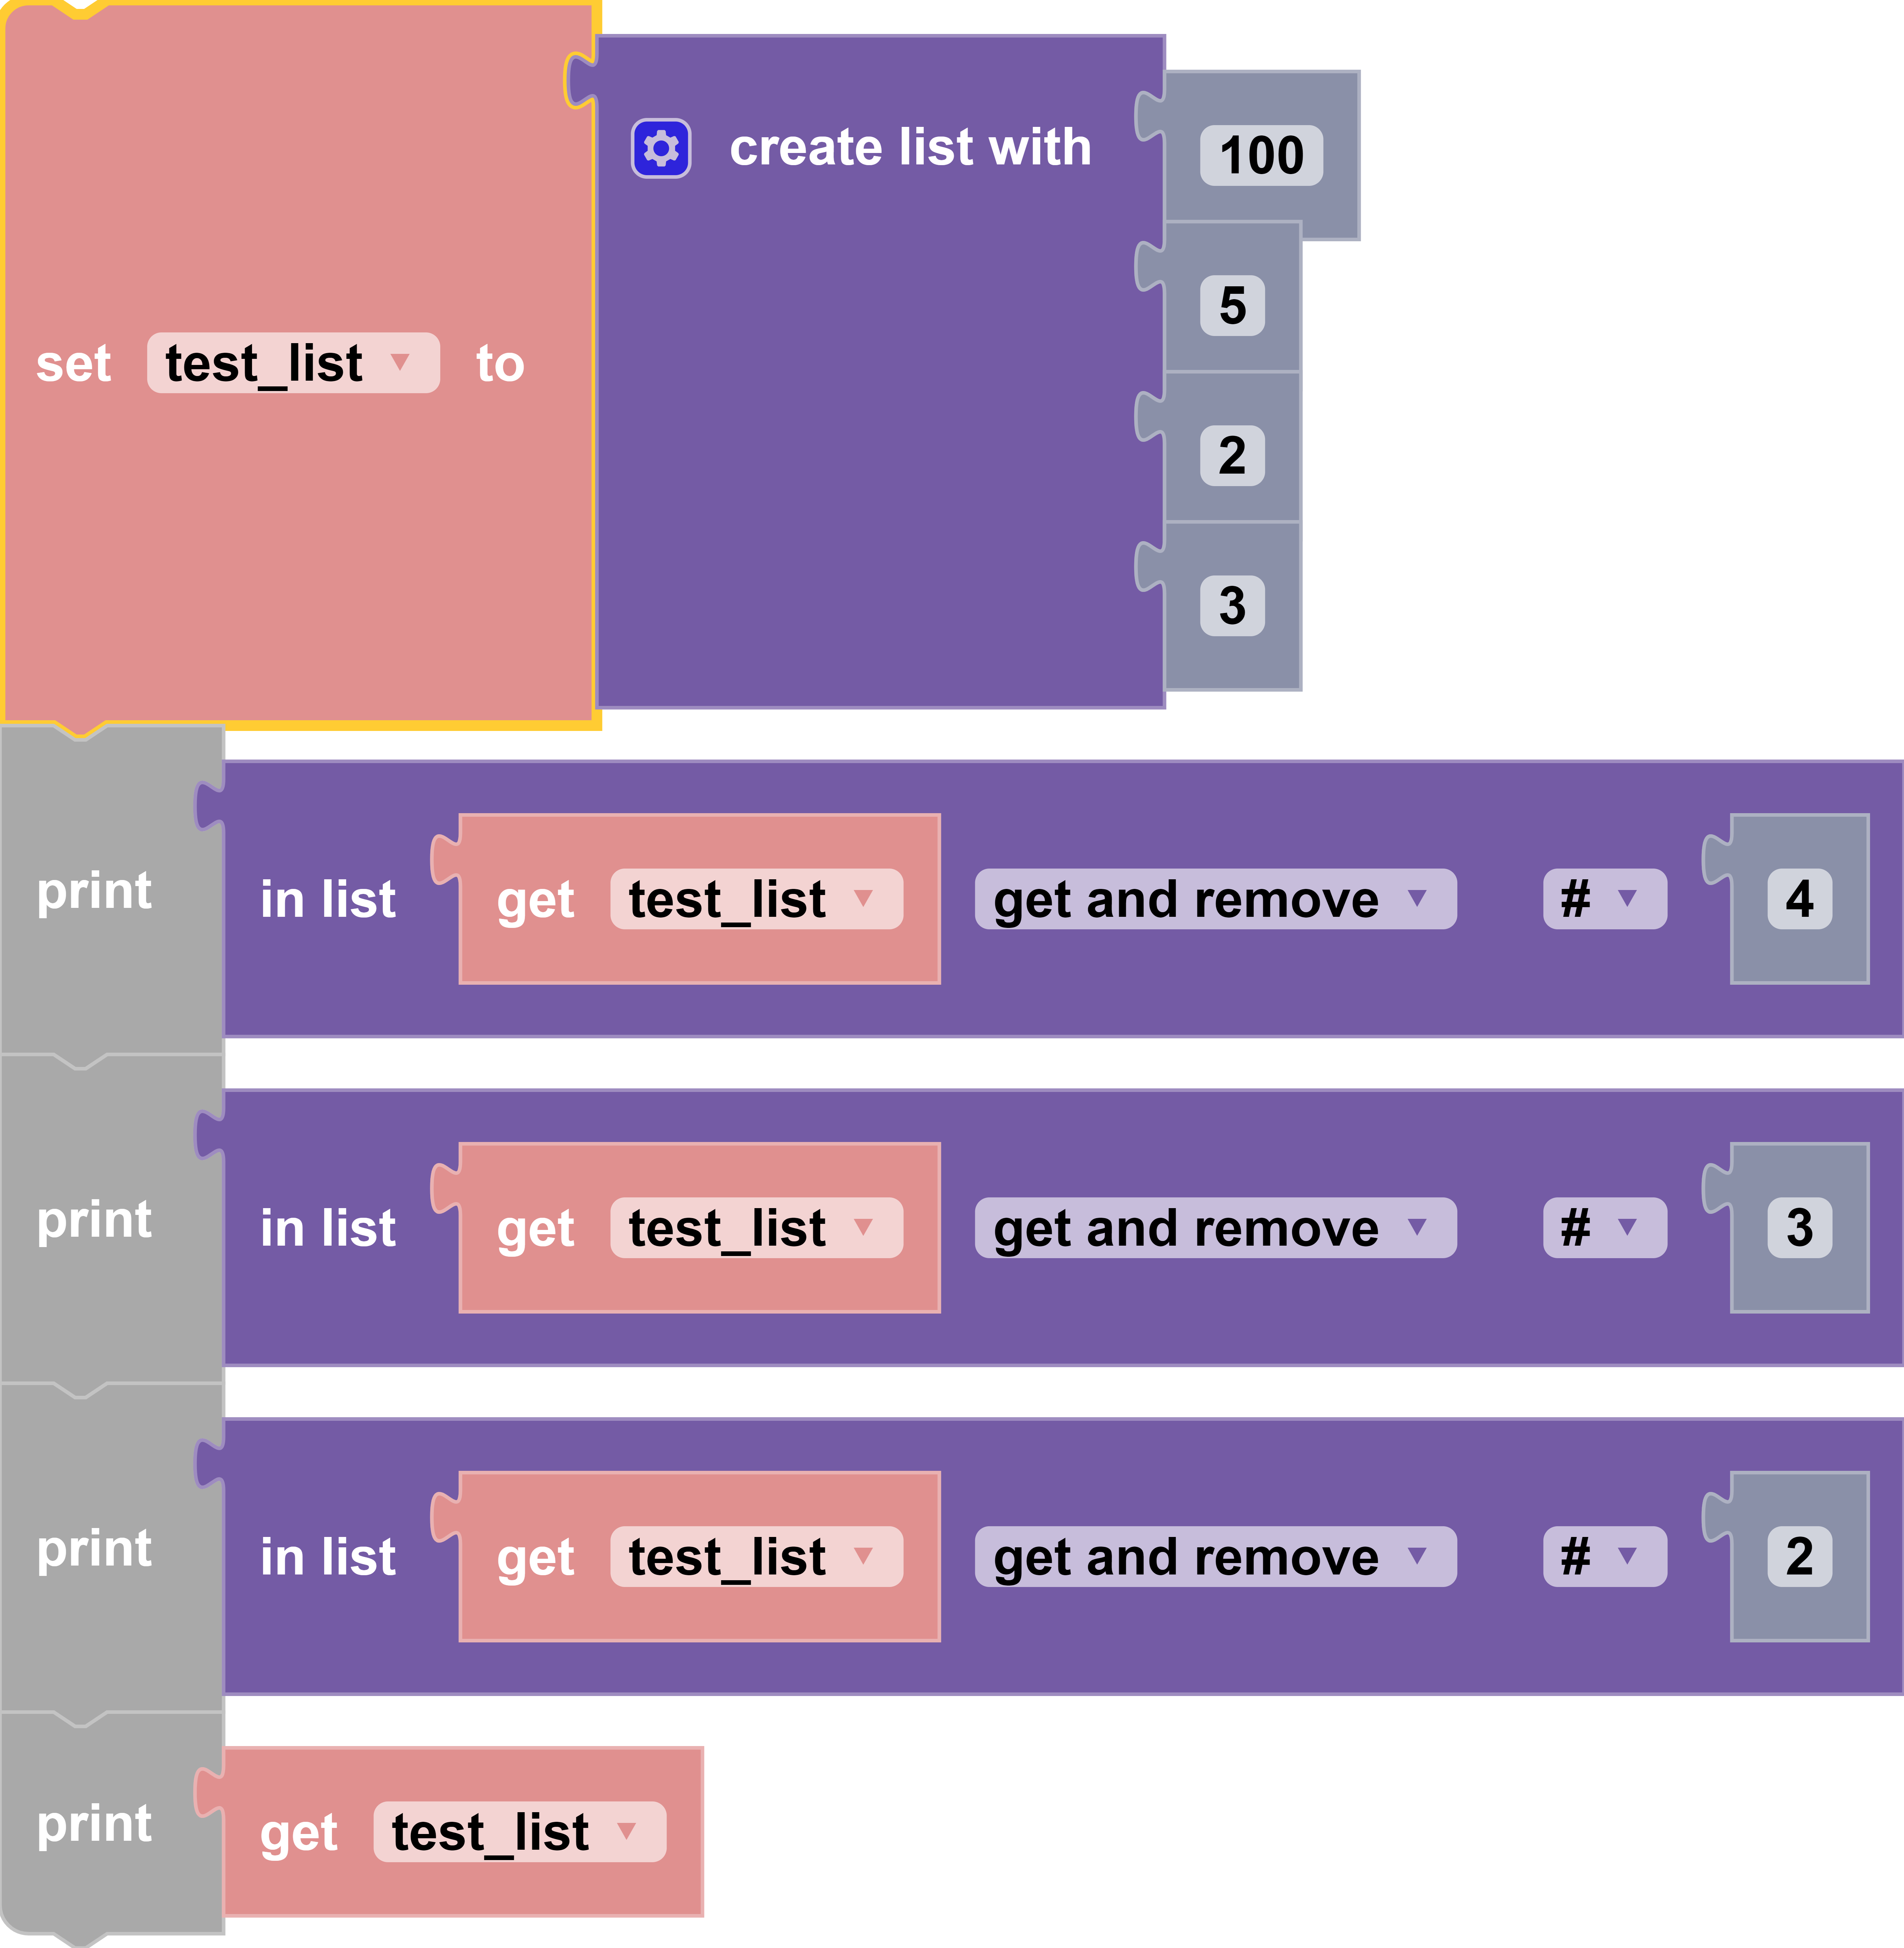 create list with 100
5
set test_list to
2
3
print in list get test_list get and remove # 4
print in list get test_list get and remove # 3
print in list get test_list get and remove # 2
print get test_list